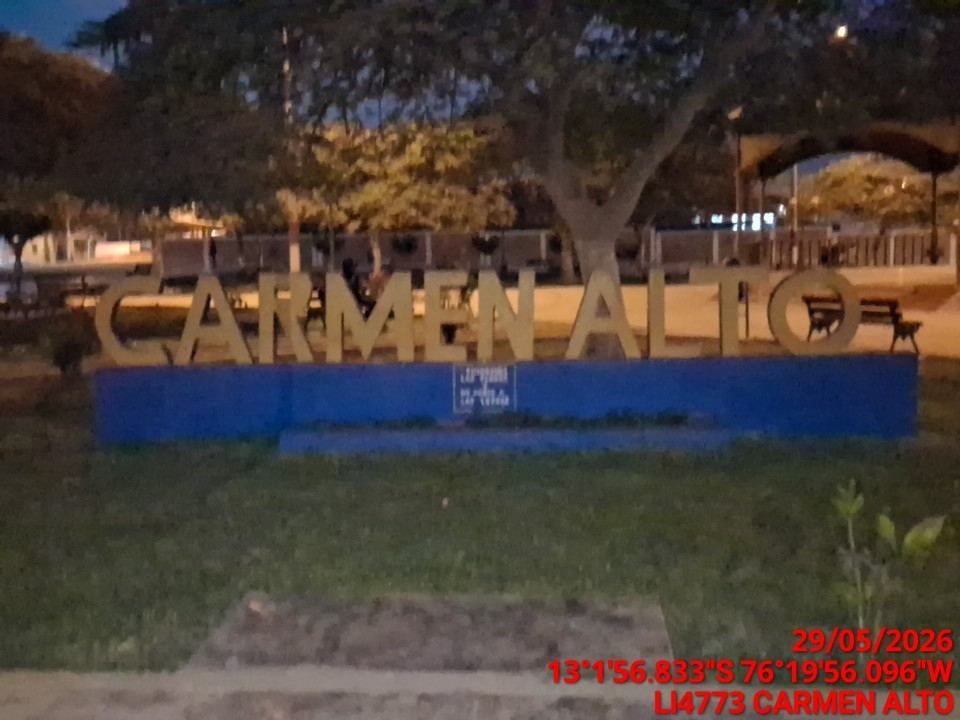 CARMEN ALTO
29/05/2026
13°1'56.833"S 76°19'56.096"W
LI4773 CARMEN ALTO